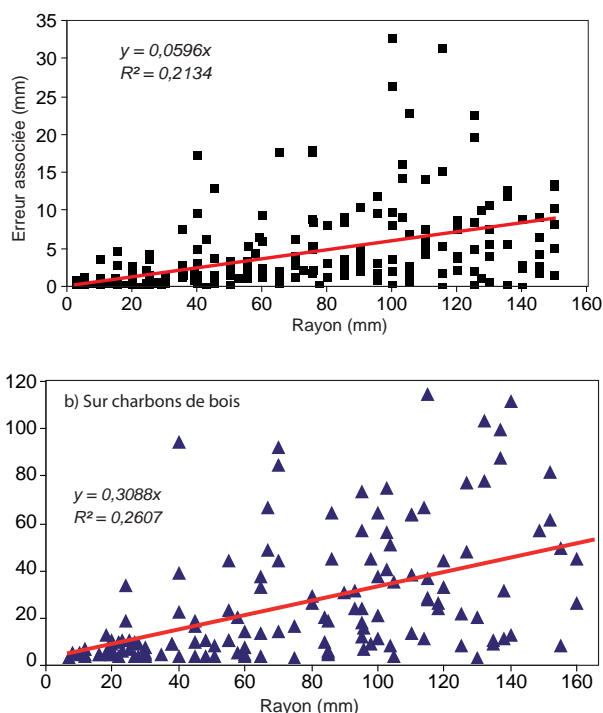 35
30
25
20
15
10
5
0
Erreur associée (mm)
y = 0,0596x
R² = 0,2134
0 20 40 60 80 100 120 140 160
Rayon (mm)
120
100
80
60
40
20
0
b) Sur charbons de bois
y = 0,3088x
R² = 0,2607
0 20 40 60 80 100 120 140 160
Rayon (mm)